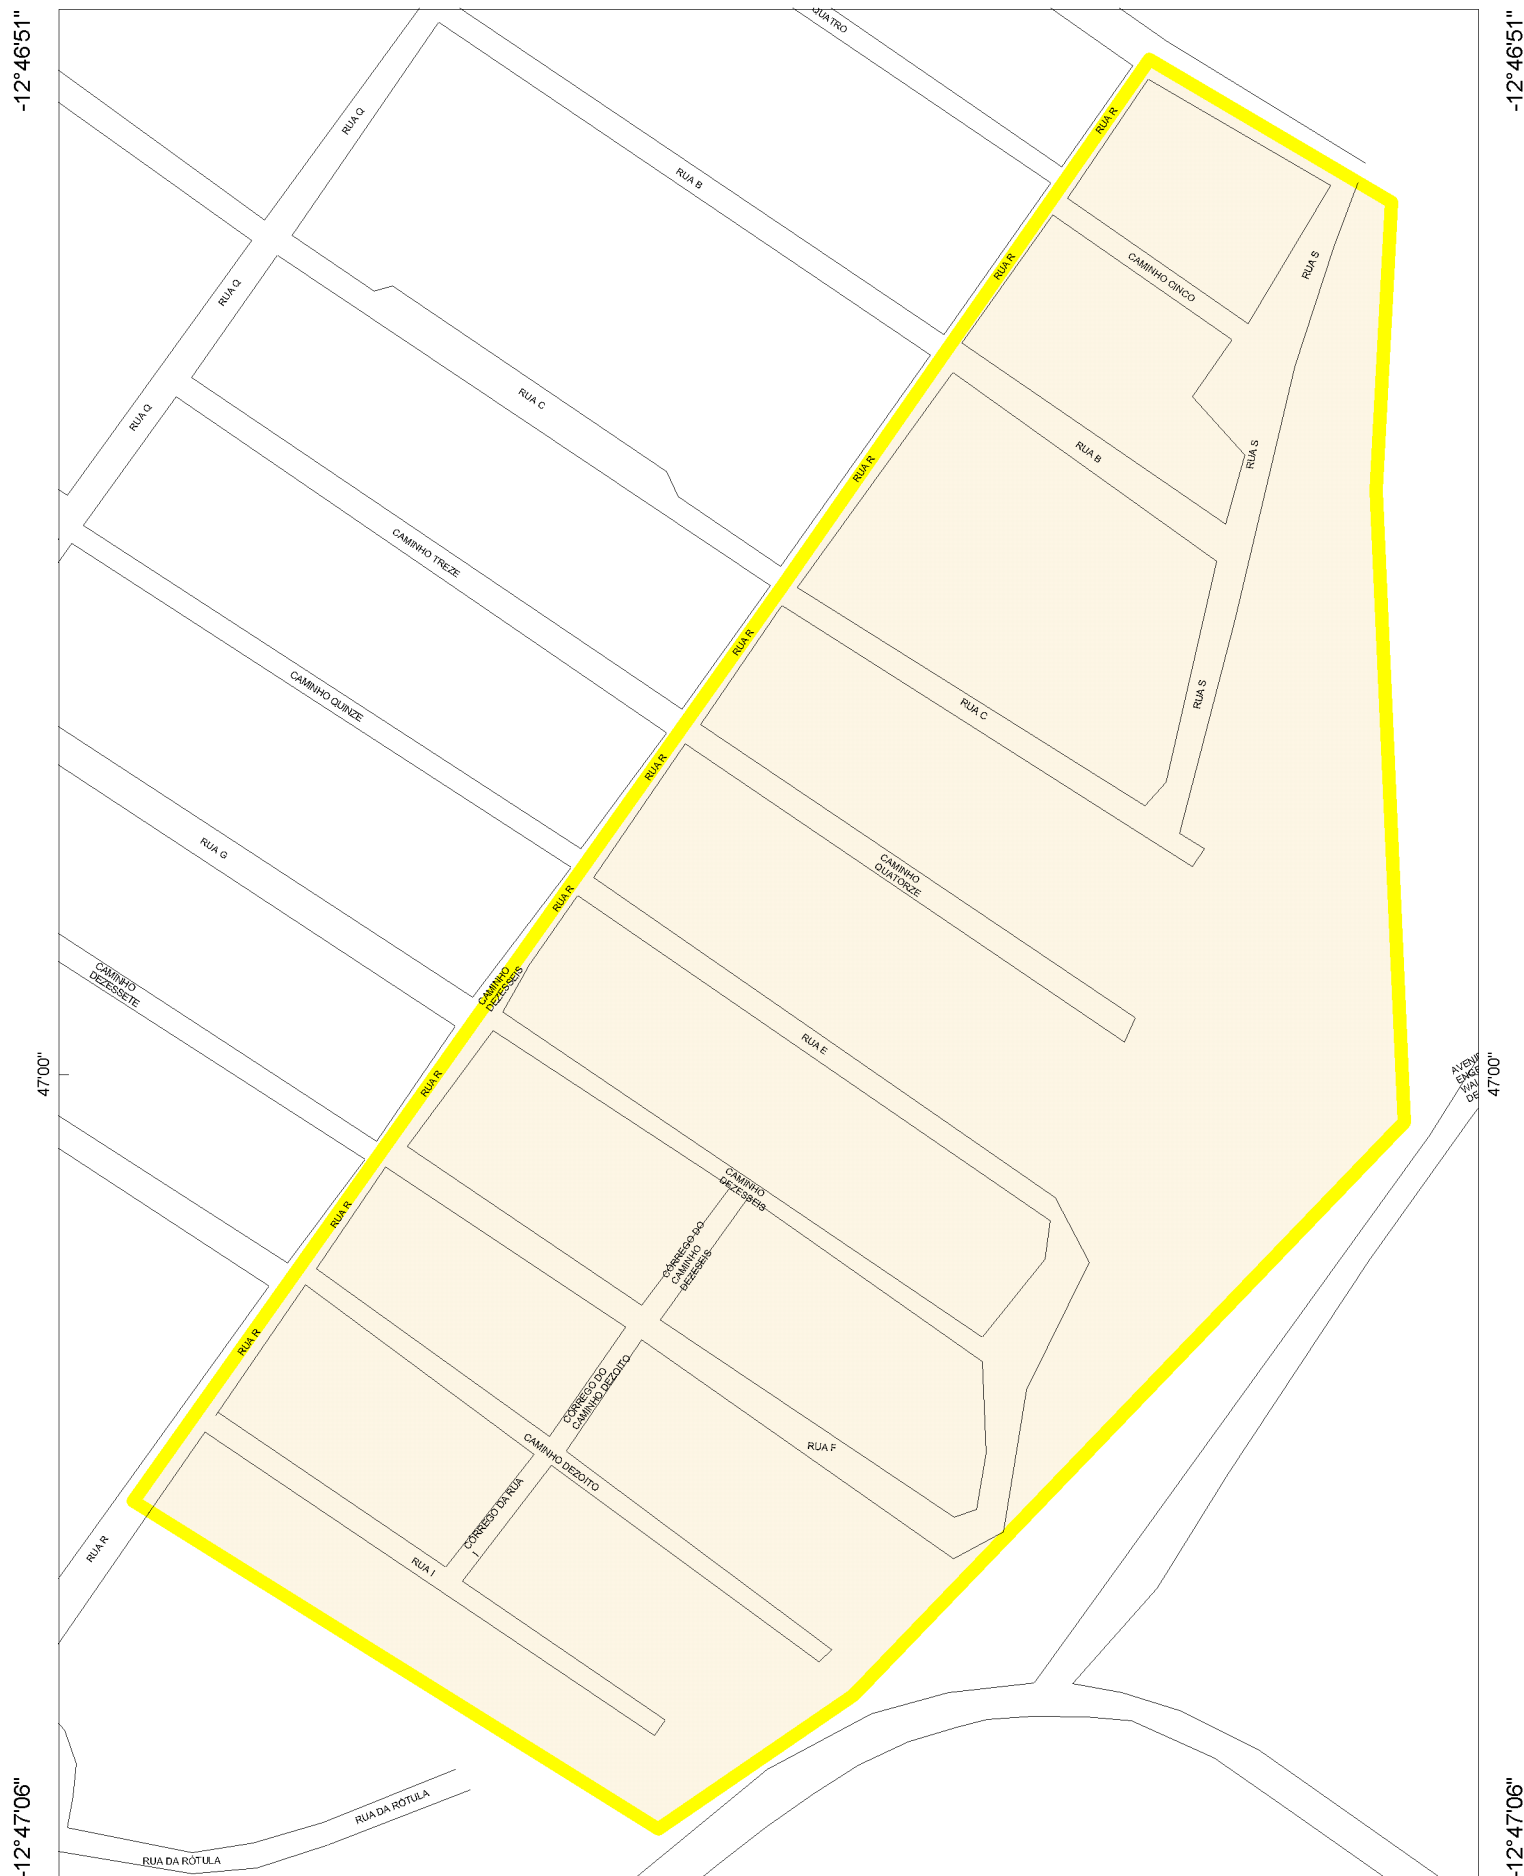 -12°46'51"
-12°46'51"
QUATRO
RUA Q
RUA R
RUA B
RUA R
CAMINHO CINCO
RUA S
RUA Q
RUA C
RUA Q
RUA B
RUA S
RUA R
CAMINHO TREZE
RUA R
CAMINHO QUINZE
RUA S
RUA C
RUA R
RUA G
CAMINHO
QUATORZE
RUA R
CAMINHO
DEZESSETE
CAMINHO
DEZESSEIS
RUA E
47'00"
47'00"
RUA R
CAMINHO
DEZESSEIS
RUA R
CÓRREGO DO
CAMINHO
DEZESEIS
RUA R
CÓRREGO DO
CAMINHO DEZOITO
RUA F
CAMINHO DEZOITO
CÓRREGO DA RUA
I
RUA I
RUA R
RUA DA RÓTULA
RUA DA RÓTULA
-12°47'06"
-12°47'06"